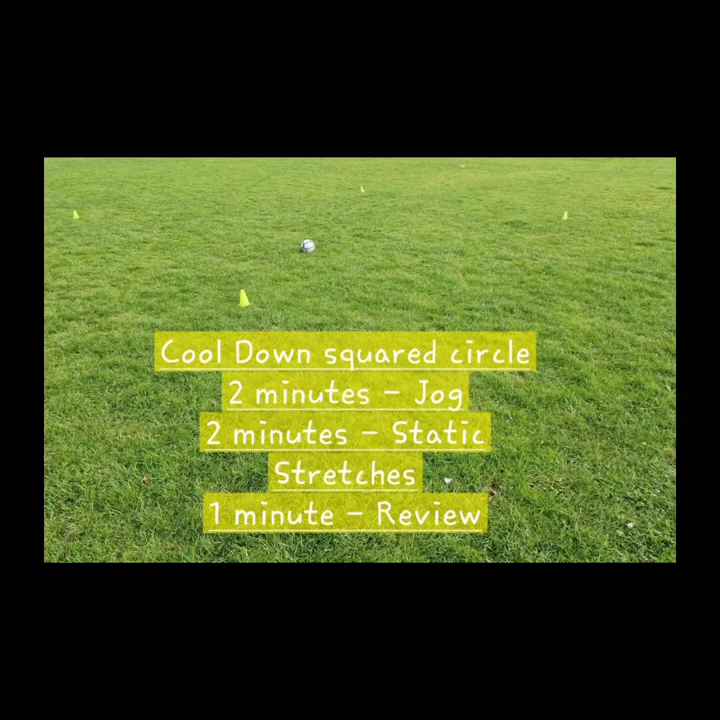 Cool Down squared circle
2 minutes - Jog
2 minutes - Static
Stretches
1 minute - Review